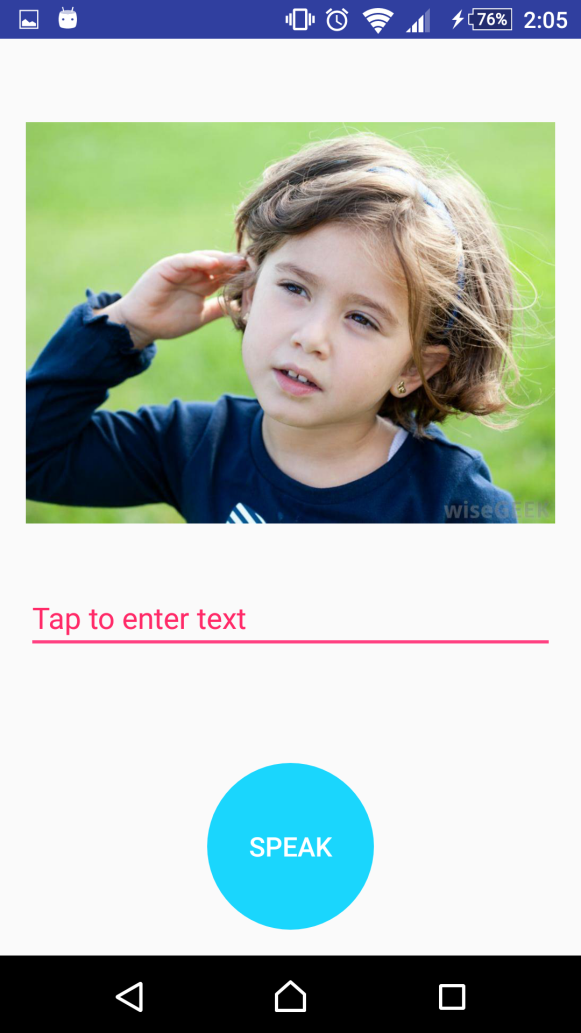 76% 2:05
wiseGEEK
Tap to enter text
SPEAK